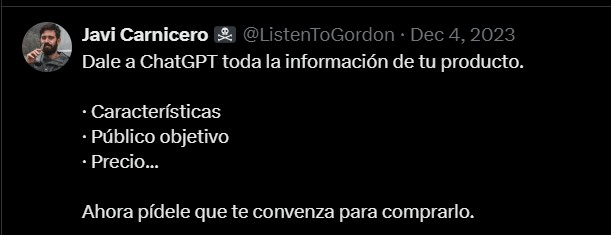 Javi Carnicero ☠️ @ListenToGordon · Dec 4, 2023
Dale a ChatGPT toda la información de tu producto.
· Características
· Público objetivo
· Precio...
Ahora pídele que te convenza para comprarlo.